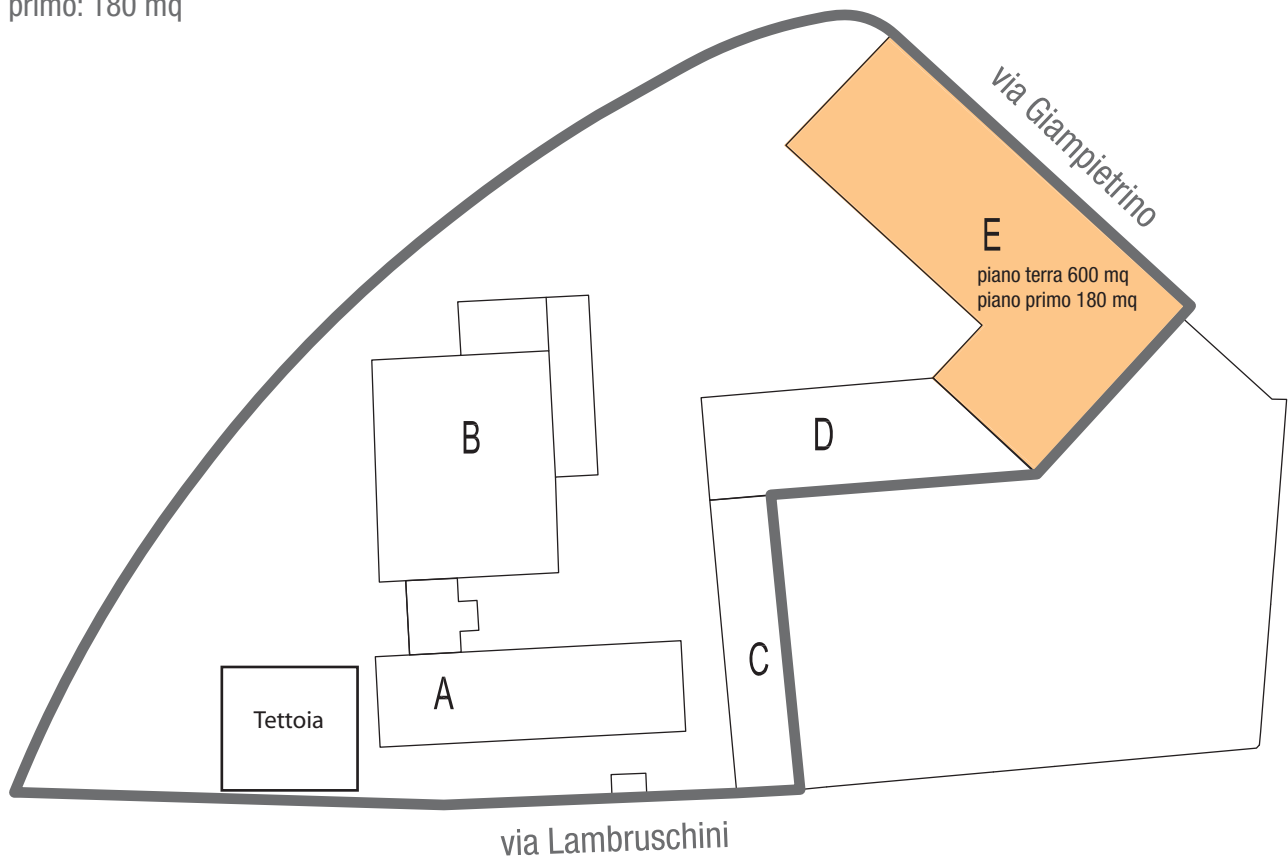 primo: 180 mq
via Giampietrino
E
piano terra 600 mq
piano primo 180 mq
B
D
C
A
Tettoia
via Lambruschini